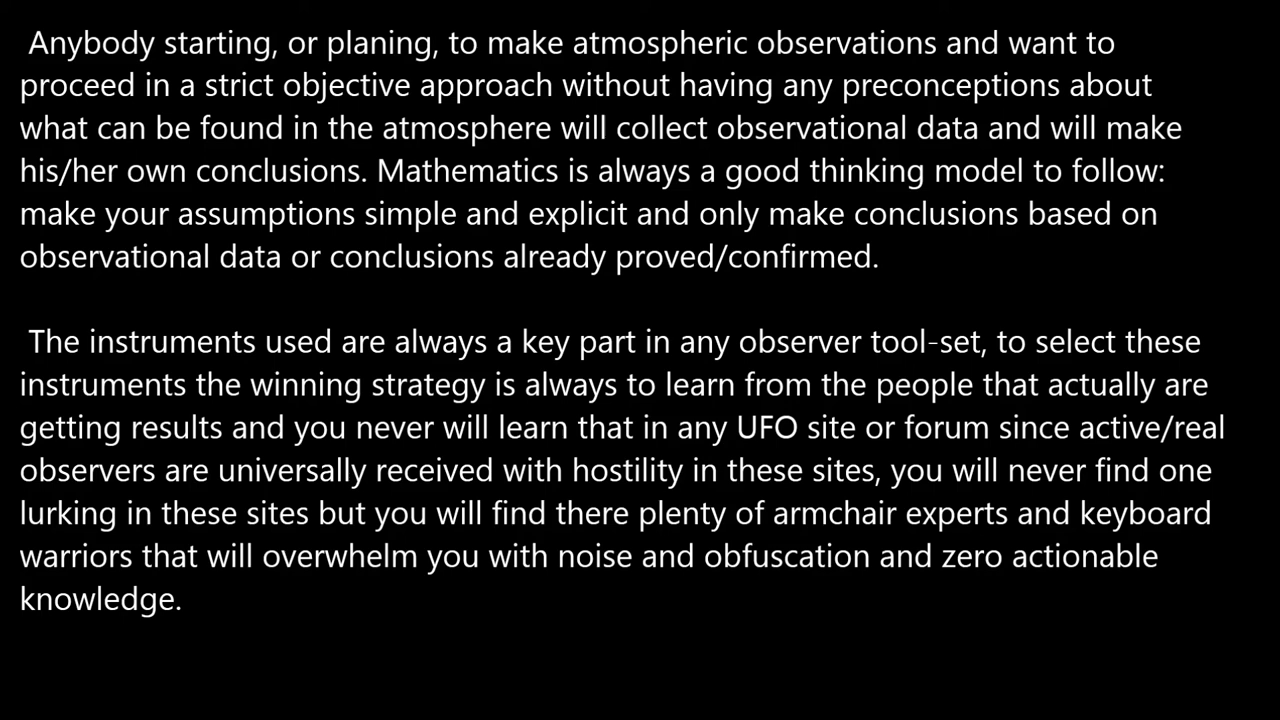 Anybody starting, or planing, to make atmospheric observations and want to
proceed in a strict objective approach without having any preconceptions about
what can be found in the atmosphere will collect observational data and will make
his/her own conclusions. Mathematics is always a good thinking model to follow:
make your assumptions simple and explicit and only make conclusions based on
observational data or conclusions already proved/confirmed.
The instruments used are always a key part in any observer tool-set, to select these
instruments the winning strategy is always to learn from the people that actually are
getting results and you never will learn that in any UFO site or forum since active/real
observers are universally received with hostility in these sites, you will never find one
lurking in these sites but you will find there plenty of armchair experts and keyboard
warriors that will overwhelm you with noise and obfuscation and zero actionable
knowledge.